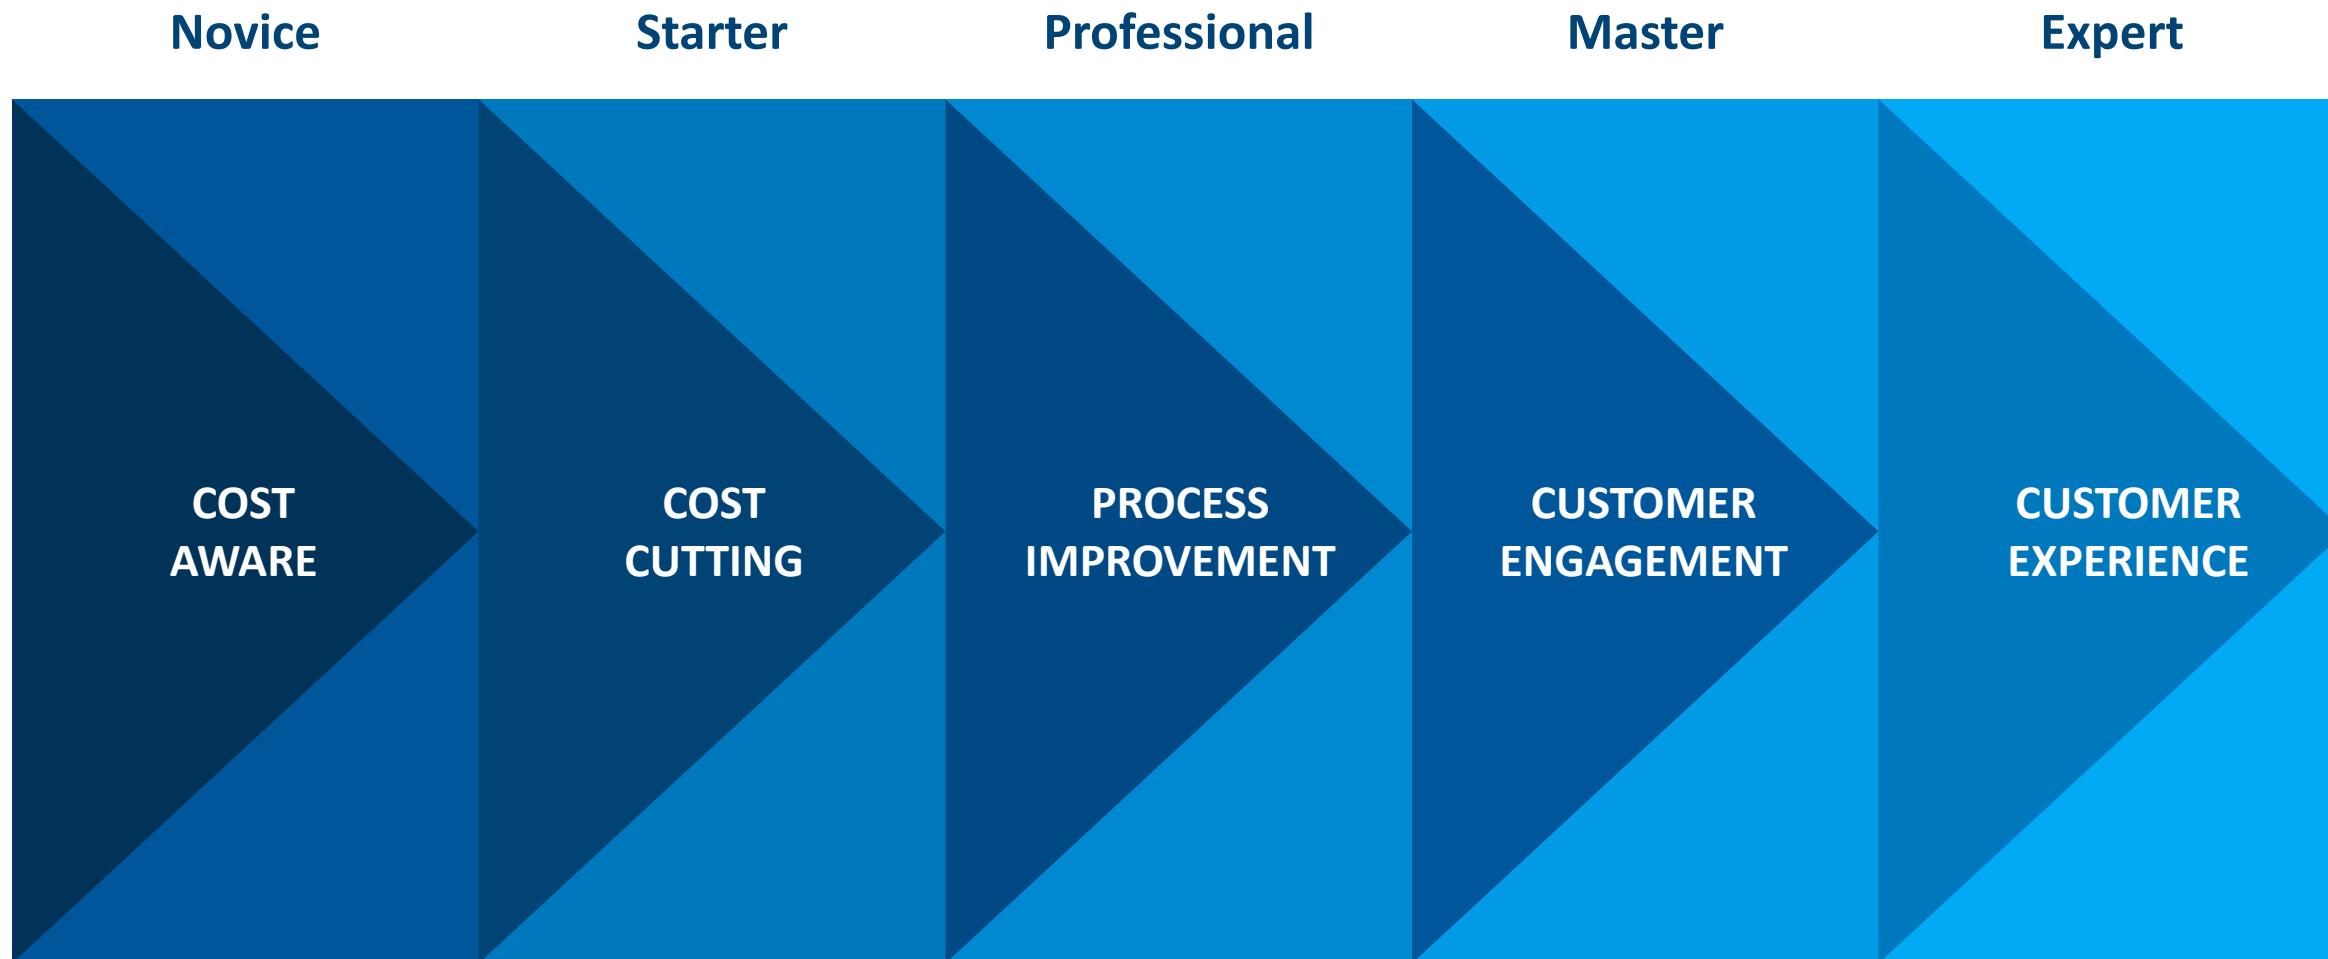 Novice
Starter
Professional
Master
Expert
COST
AWARE
COST
CUTTING
PROCESS
IMPROVEMENT
CUSTOMER
ENGAGEMENT
CUSTOMER
EXPERIENCE